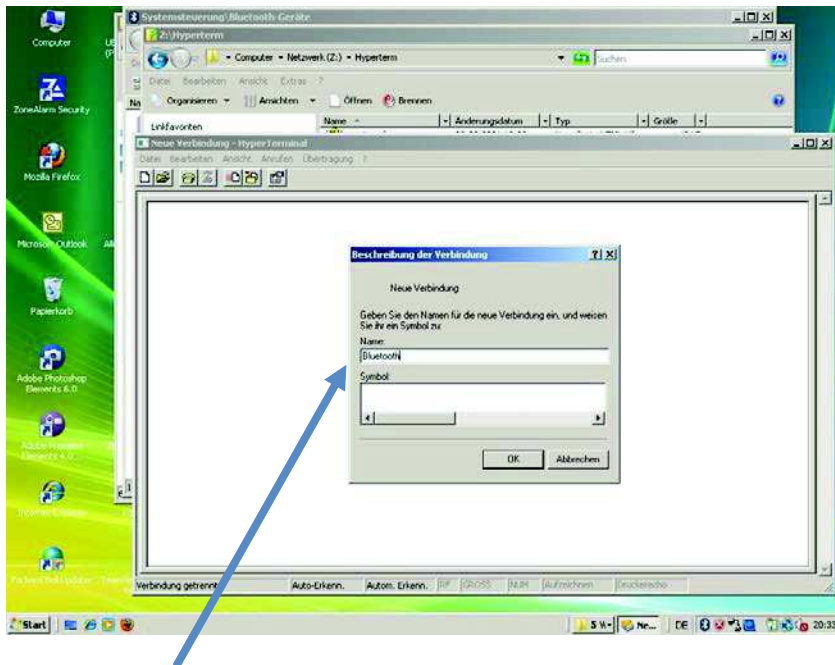 Computer
ZoneAlarm Security
Mozilla Firefox
Microsoft Outlook
Papierkorb
Adobe Photoshop
Elements 6.0
Systemsteuerung\Bluetooth-Geräte
Z:\Hyperterm
Computer
Netzwerk (Z:)
Hyperterm
Suchen
Datei Bearbeiten Ansicht Extras ?
Organisieren Ansichten Öffnen Brennen
Na
Linkfavoriten
Name Änderungsdatum Typ Größe
Neue Verbindung - HyperTerminal
Datei Bearbeiten Ansicht Anrufen Übertragung ?
Beschreibung der Verbindung
Neue Verbindung
Geben Sie den Namen für die neue Verbindung ein, und weisen
Sie ihr ein Symbol zu:
Name:
Bluetooth
Symbol:
OK Abbrechen
Verbindung getrennt Auto-Erkenn. Autom. Erkenn. RF GROSS NUM Aufzeichnen Druckerecho
Start
Ne...
DE
20:33